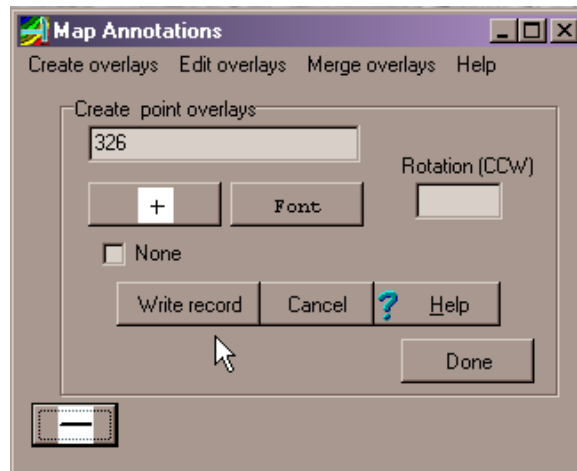 Map Annotations
Create overlays Edit overlays Merge overlays Help
Create point overlays
326
Rotation (CCW)
+ Font
None
Write record Cancel ? Help
Done